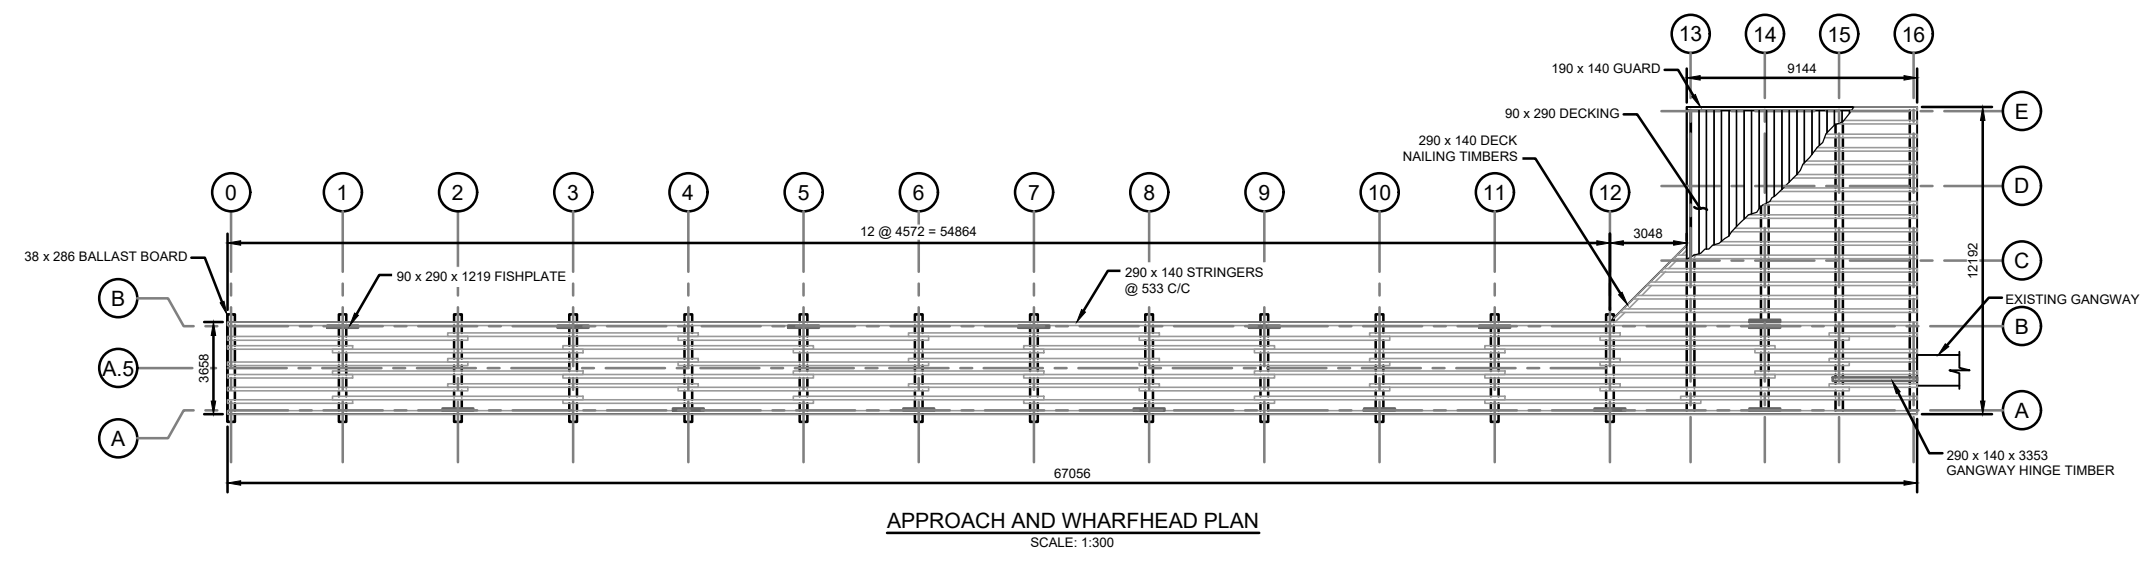 13 14 15 16
190 x 140 GUARD
9144
90 x 290 DECKING
E
290 x 140 DECK
NAILING TIMBERS
0 1 2 3 4 5 6 7 8 9 10 11 12
D
12 @ 4572 = 54864
3048
38 x 286 BALLAST BOARD
90 x 290 x 1219 FISHPLATE
290 x 140 STRINGERS
@ 533 C/C
C
12192
B
EXISTING GANGWAY
B
A.5
3658
A
A
290 x 140 x 3353
GANGWAY HINGE TIMBER
67056
APPROACH AND WHARFHEAD PLAN
SCALE: 1:300